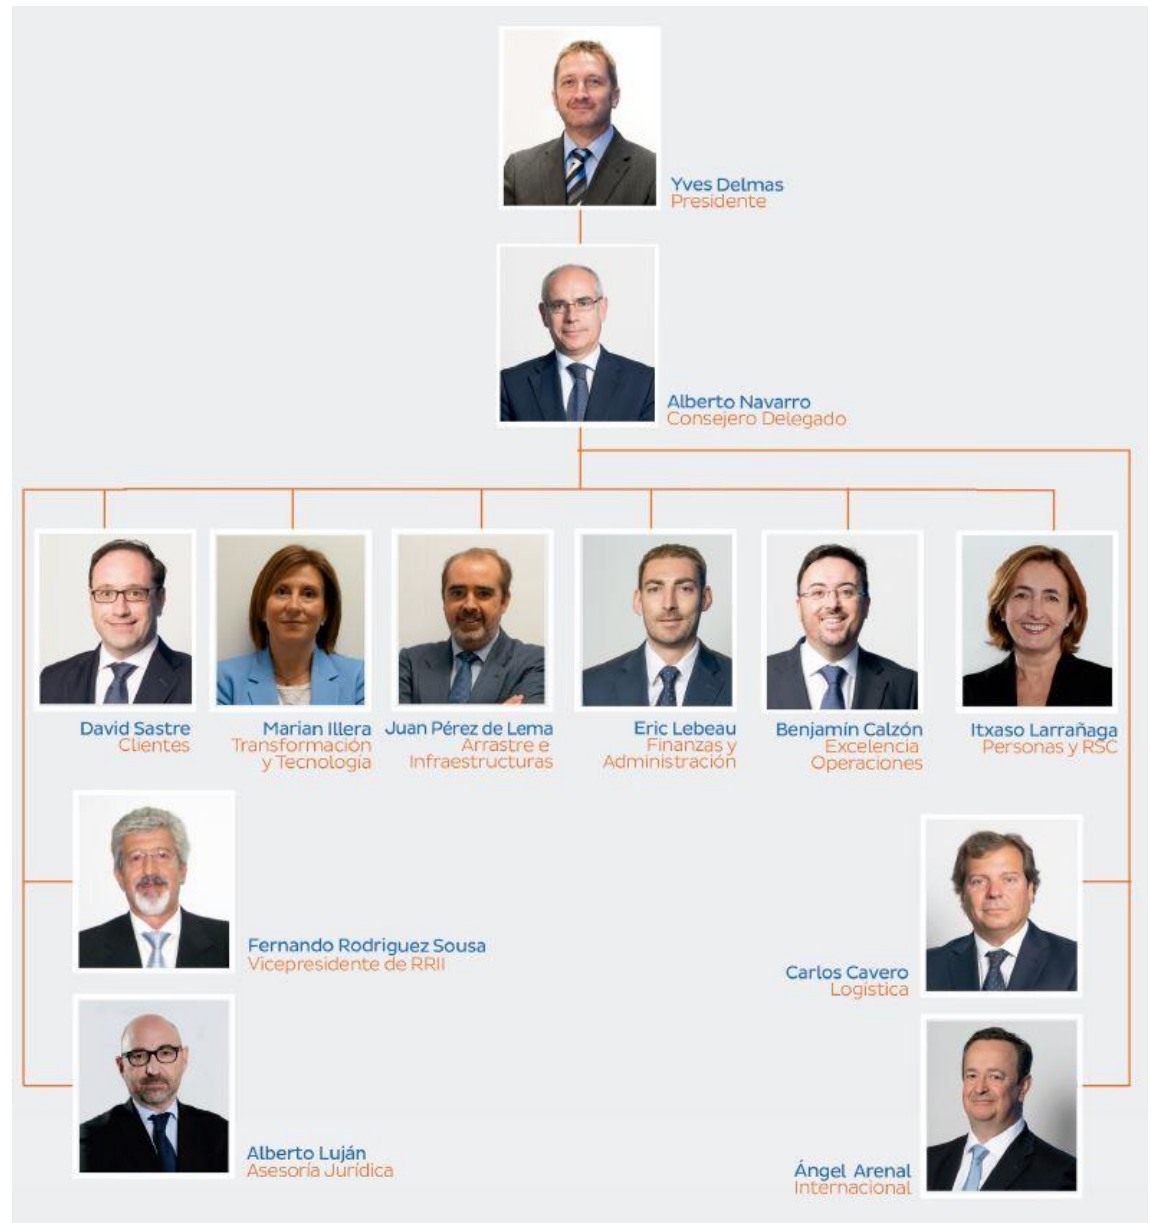 Yves Delmas
Presidente
Alberto Navarro
Consejero Delegado
David Sastre
Clientes
Marian Illera
Transformación
y Tecnología
Juan Pérez de Lema
Arrastre e
Infraestructuras
Eric Lebeau
Finanzas y
Administración
Benjamín Calzón
Excelencia
Operaciones
Itxaso Larrañaga
Personas y RSC
Fernando Rodriguez Sousa
Vicepresidente de RRII
Carlos Cavero
Logística
Alberto Luján
Asesoría Jurídica
Ángel Arenal
Internacional